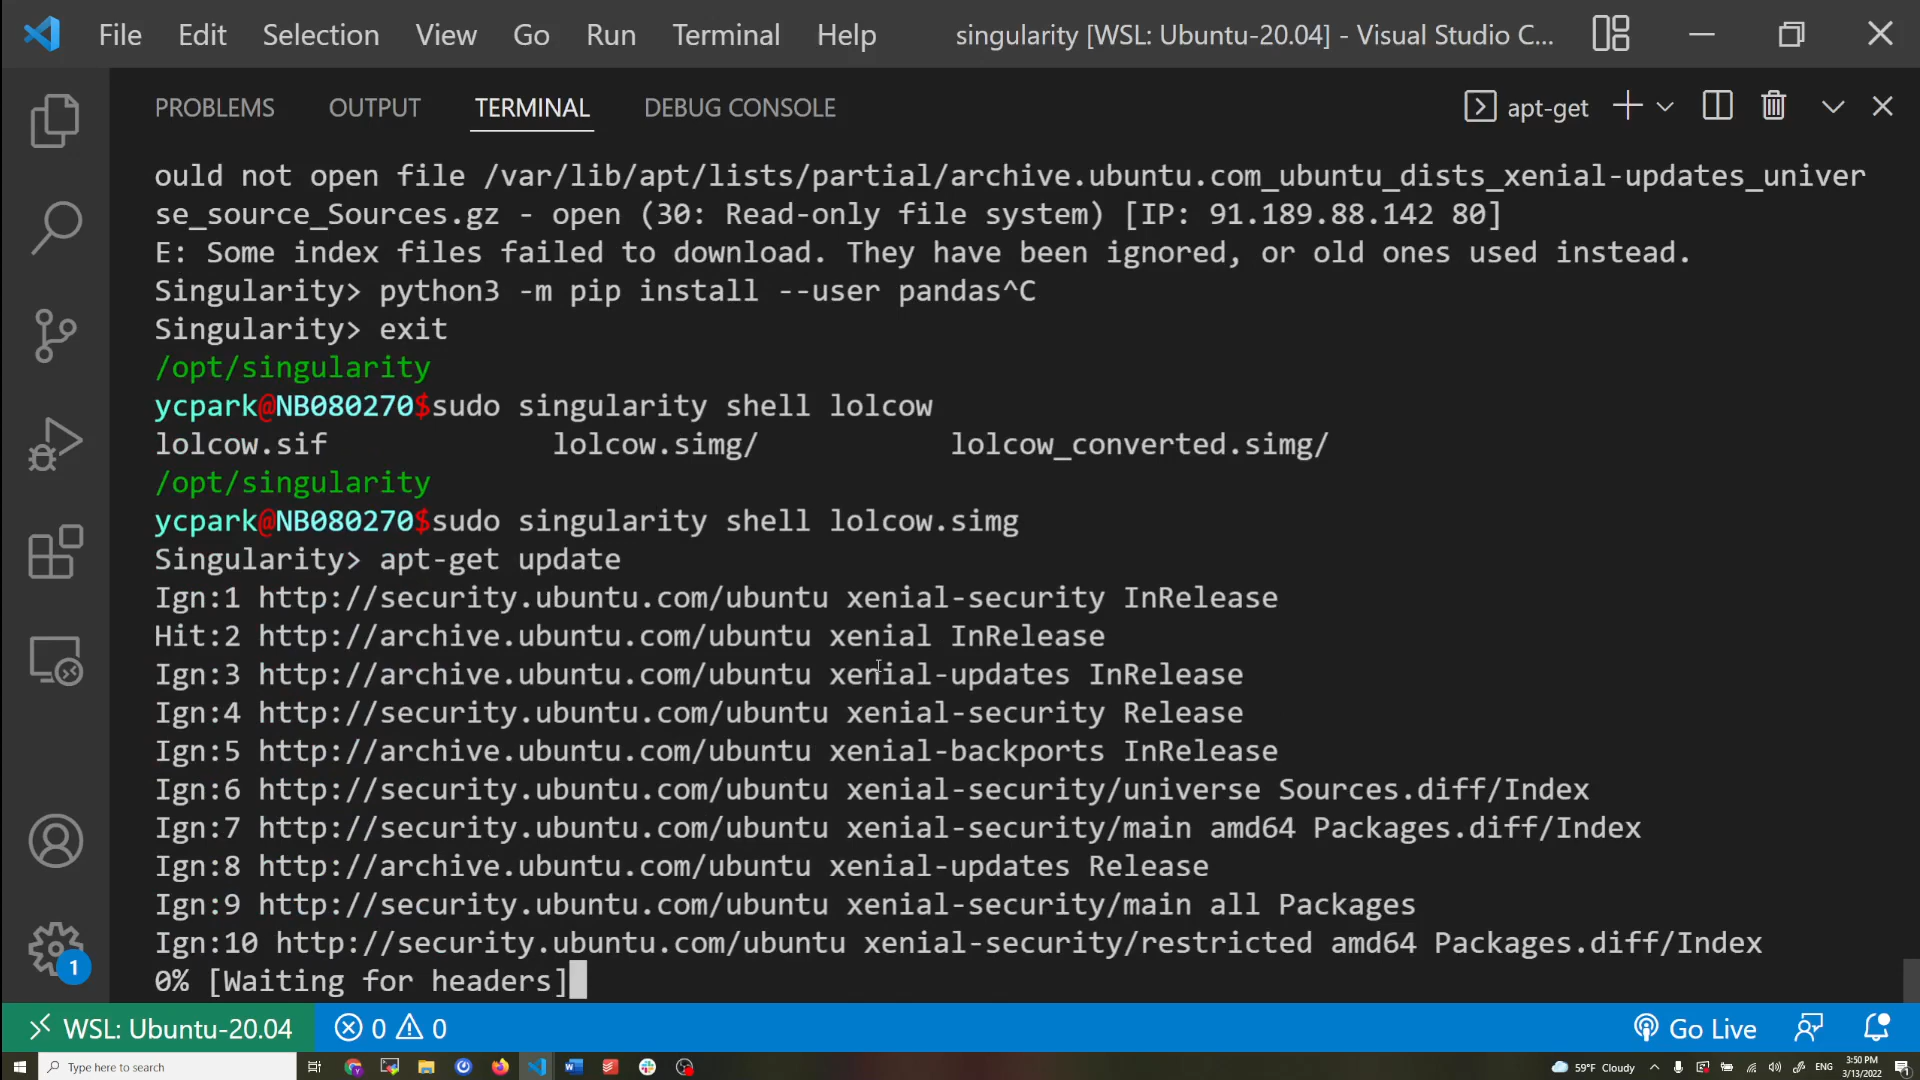 File Edit Selection View Go Run Terminal Help singularity [WSL: Ubuntu-20.04] - Visual Studio C...
PROBLEMS OUTPUT TERMINAL DEBUG CONSOLE apt-get
ould not open file /var/lib/apt/lists/partial/archive.ubuntu.com_ubuntu_dists_xenial-updates_univer
se_source_Sources.gz - open (30: Read-only file system) [IP: 91.189.88.142 80]
E: Some index files failed to download. They have been ignored, or old ones used instead.
Singularity> python3 -m pip install --user pandas^C
Singularity> exit
/opt/singularity
ycpark@NB080270$sudo singularity shell lolcow
lolcow.sif lolcow.simg/ lolcow_converted.simg/
/opt/singularity
ycpark@NB080270$sudo singularity shell lolcow.simg
Singularity> apt-get update
Ign:1 http://security.ubuntu.com/ubuntu xenial-security InRelease
Hit:2 http://archive.ubuntu.com/ubuntu xenial InRelease
Ign:3 http://archive.ubuntu.com/ubuntu xenial-updates InRelease
Ign:4 http://security.ubuntu.com/ubuntu xenial-security Release
Ign:5 http://archive.ubuntu.com/ubuntu xenial-backports InRelease
Ign:6 http://security.ubuntu.com/ubuntu xenial-security/universe Sources.diff/Index
Ign:7 http://security.ubuntu.com/ubuntu xenial-security/main amd64 Packages.diff/Index
Ign:8 http://archive.ubuntu.com/ubuntu xenial-updates Release
Ign:9 http://security.ubuntu.com/ubuntu xenial-security/main all Packages
Ign:10 http://security.ubuntu.com/ubuntu xenial-security/restricted amd64 Packages.diff/Index
0% [Waiting for headers]
1
WSL: Ubuntu-20.04 0 0 Go Live
Type here to search 59°F Cloudy ENG 3:50 PM
3/13/2022